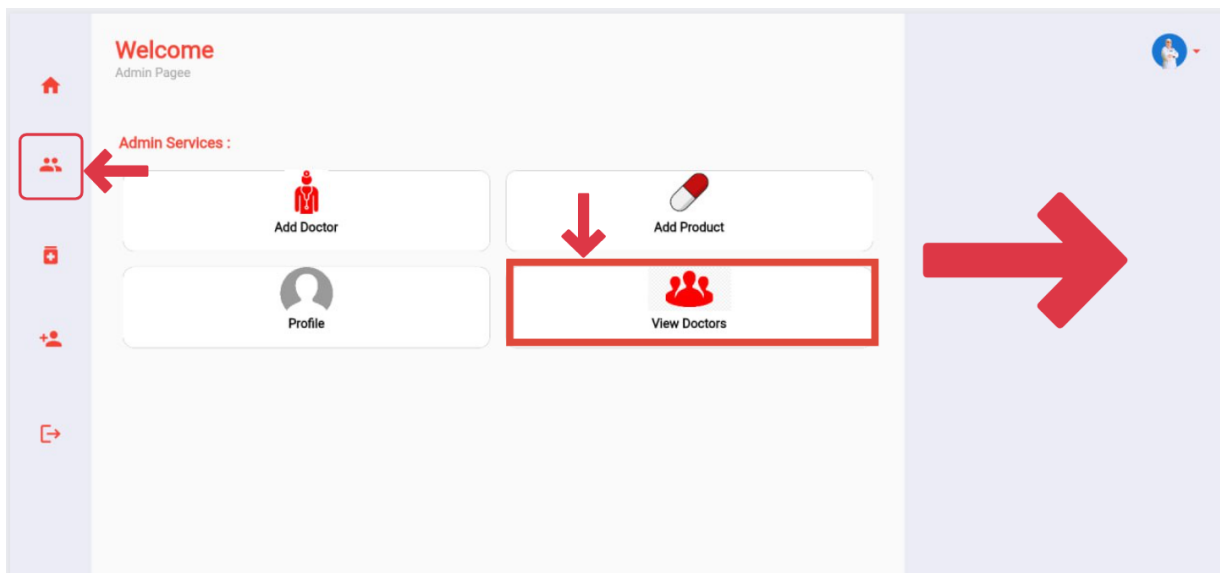 Welcome
Admin Pagee
Admin Services :
Add Doctor
Add Product
Profile
View Doctors